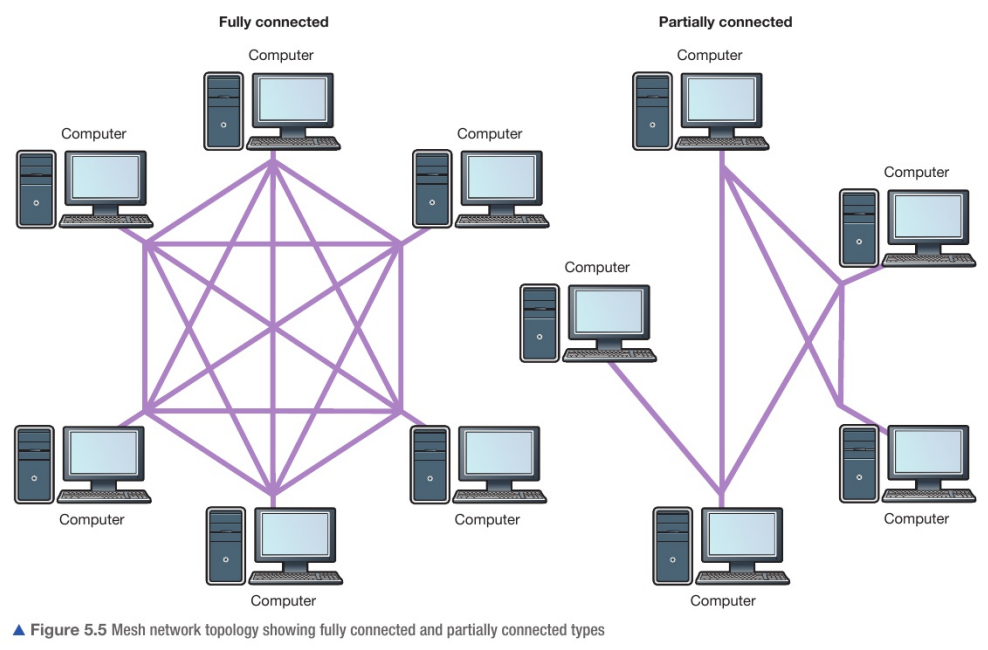 Fully connected
Partially connected
Computer
Computer
Computer
Computer
Computer
Computer
Computer
Computer
Computer
Computer
Computer
▲ Figure 5.5 Mesh network topology showing fully connected and partially connected types